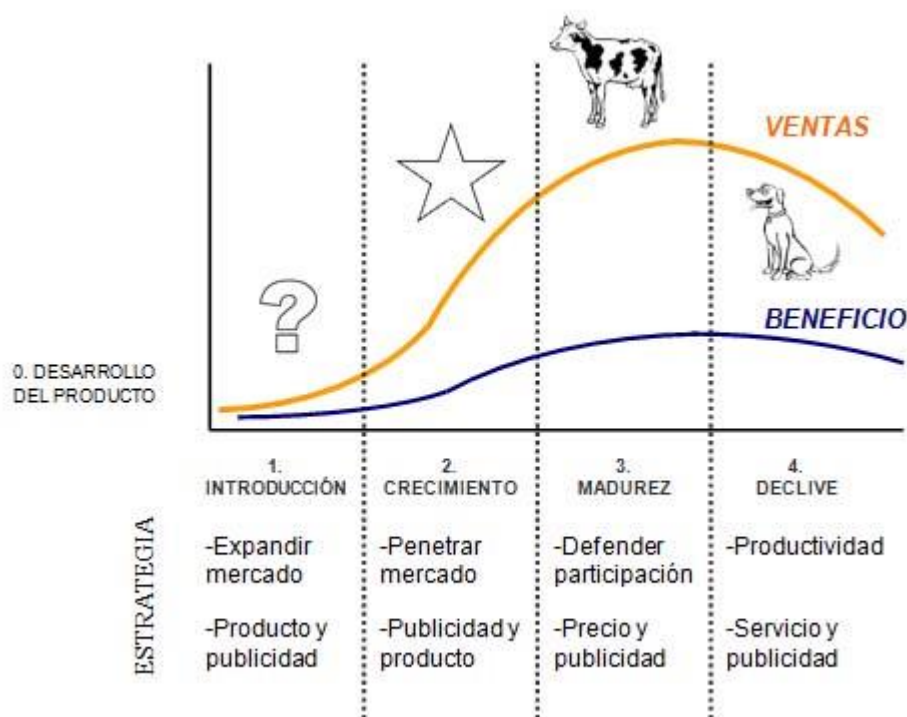 VENTAS
?
BENEFICIO
0. DESARROLLO
DEL PRODUCTO
1.
INTRODUCCIÓN
2.
CRECIMIENTO
3.
MADUREZ
4.
DECLIVE
ESTRATEGIA
-Expandir
mercado
-Producto y
publicidad
-Penetrar
mercado
-Publicidad y
producto
-Defender
participación
-Precio y
publicidad
-Productividad
-Servicio y
publicidad